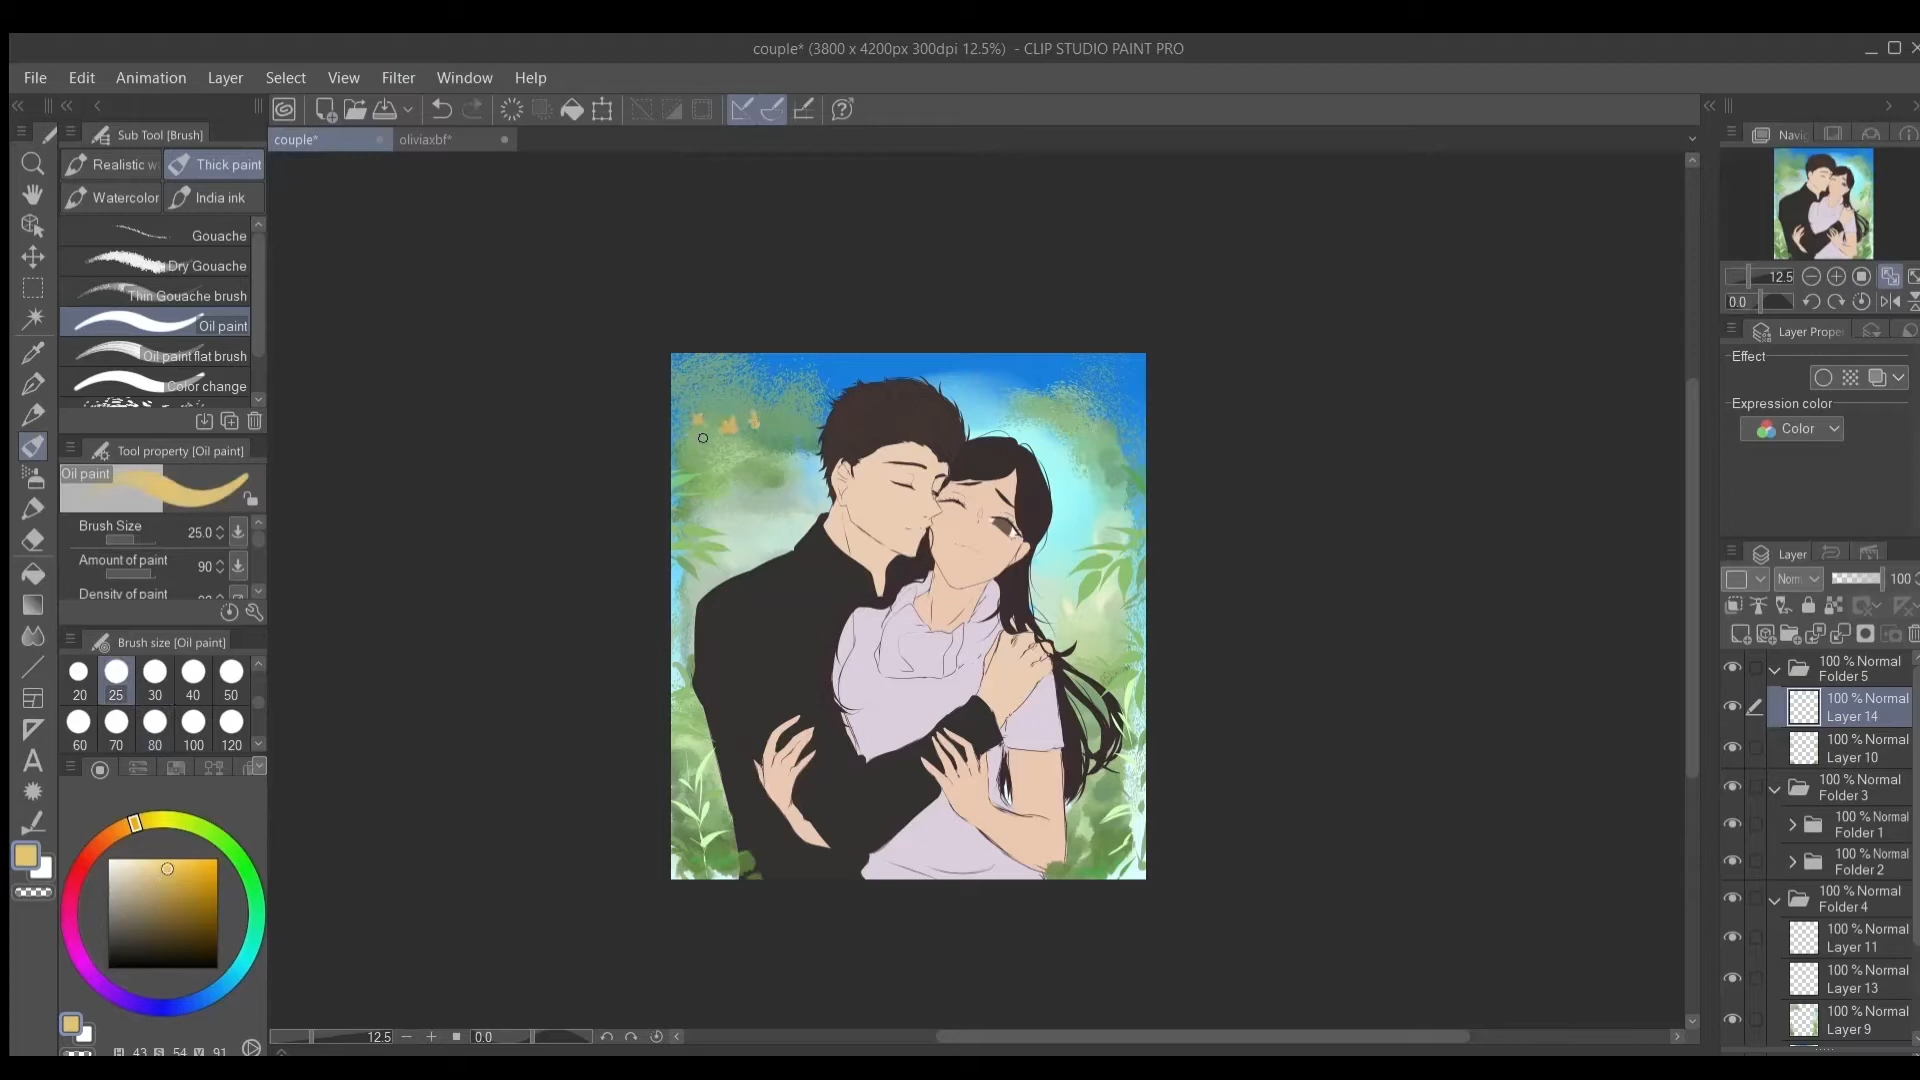 couple* (3800 x 4200px 300dpi 12.5%) - CLIP STUDIO PAINT PRO
File Edit Animation Layer Select View Filter Window Help
Sub Tool [Brush]
couple* oliviaxbf*
Realistic w Thick paint
Watercolor India ink
Gouache
Dry Gouache
Thin Gouache brush
Oil paint
Oil paint flat brush
Color change
Tool property [Oil paint]
Oil paint
Brush Size 25.0
Amount of paint 90
Density of paint
Brush size [Oil paint]
20 25 30 40 50
60 70 80 100 120
H 43 S 54 V 91
12.5 0.0
Navig
12.5
0.0
Layer Prope
Effect
Expression color
Color
Layer
Norm 100
100 % Normal
Folder 5
100 % Normal
Layer 14
100 % Normal
Layer 10
100 % Normal
Folder 3
100 % Normal
Folder 1
100 % Normal
Folder 2
100 % Normal
Folder 4
100 % Normal
Layer 11
100 % Normal
Layer 13
100 % Normal
Layer 9